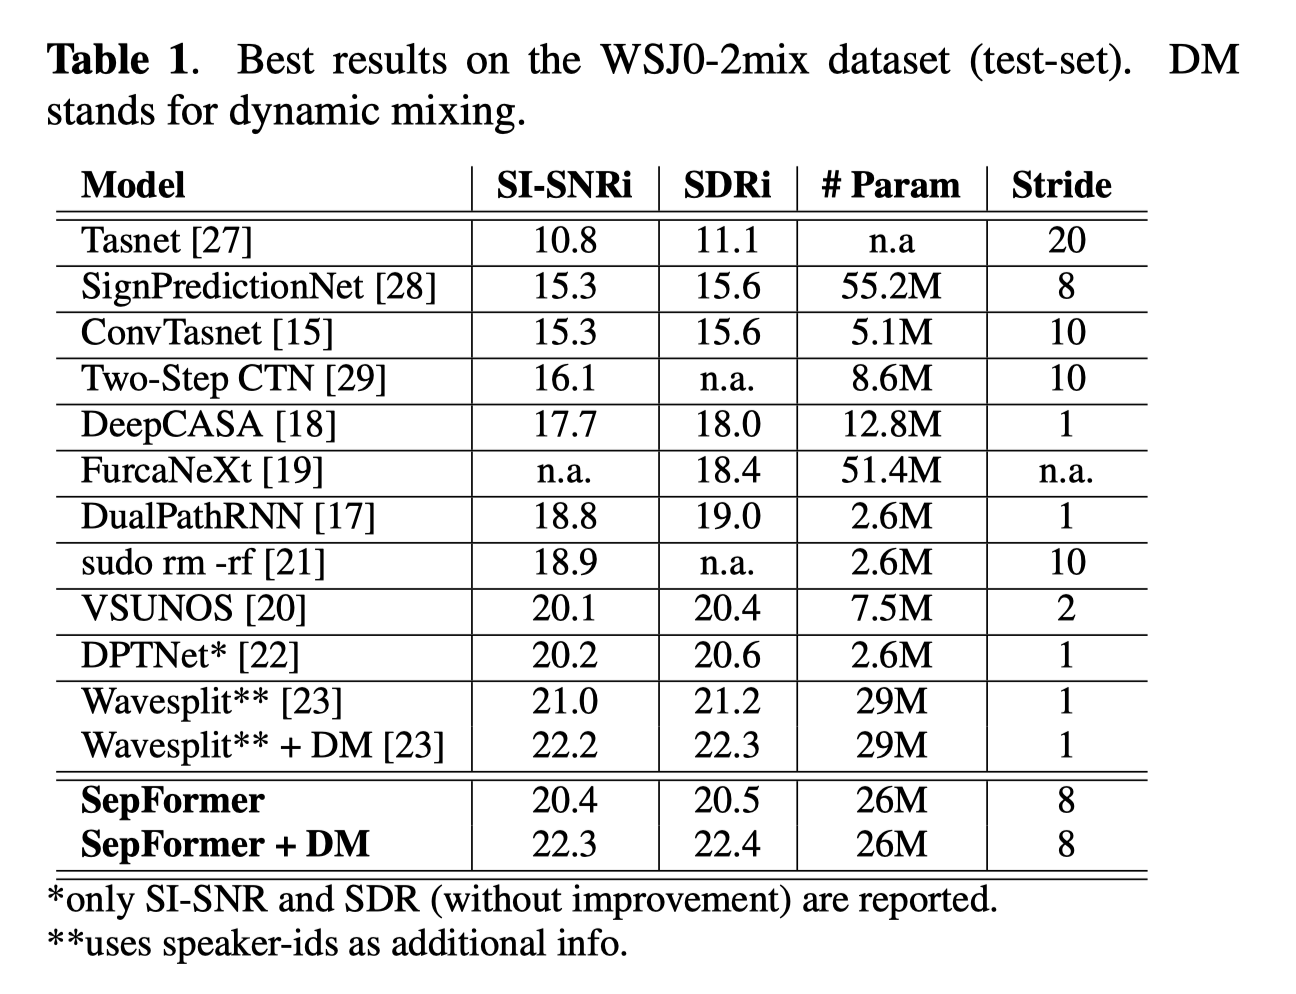 Table 1. Best results on the WSJ0-2mix dataset (test-set). DM
stands for dynamic mixing.
Model SI-SNRi SDRi # Param Stride
Tasnet [27] 10.8 11.1 n.a 20
SignPredictionNet [28] 15.3 15.6 55.2M 8
ConvTasnet [15] 15.3 15.6 5.1M 10
Two-Step CTN [29] 16.1 n.a. 8.6M 10
DeepCASA [18] 17.7 18.0 12.8M 1
FurcaNeXt [19] n.a. 18.4 51.4M n.a.
DualPathRNN [17] 18.8 19.0 2.6M 1
sudo rm -rf [21] 18.9 n.a. 2.6M 10
VSUNOS [20] 20.1 20.4 7.5M 2
DPTNet* [22] 20.2 20.6 2.6M 1
Wavesplit** [23] 21.0 21.2 29M 1
Wavesplit** + DM [23] 22.2 22.3 29M 1
SepFormer 20.4 20.5 26M 8
SepFormer + DM 22.3 22.4 26M 8
*only SI-SNR and SDR (without improvement) are reported.
**uses speaker-ids as additional info.